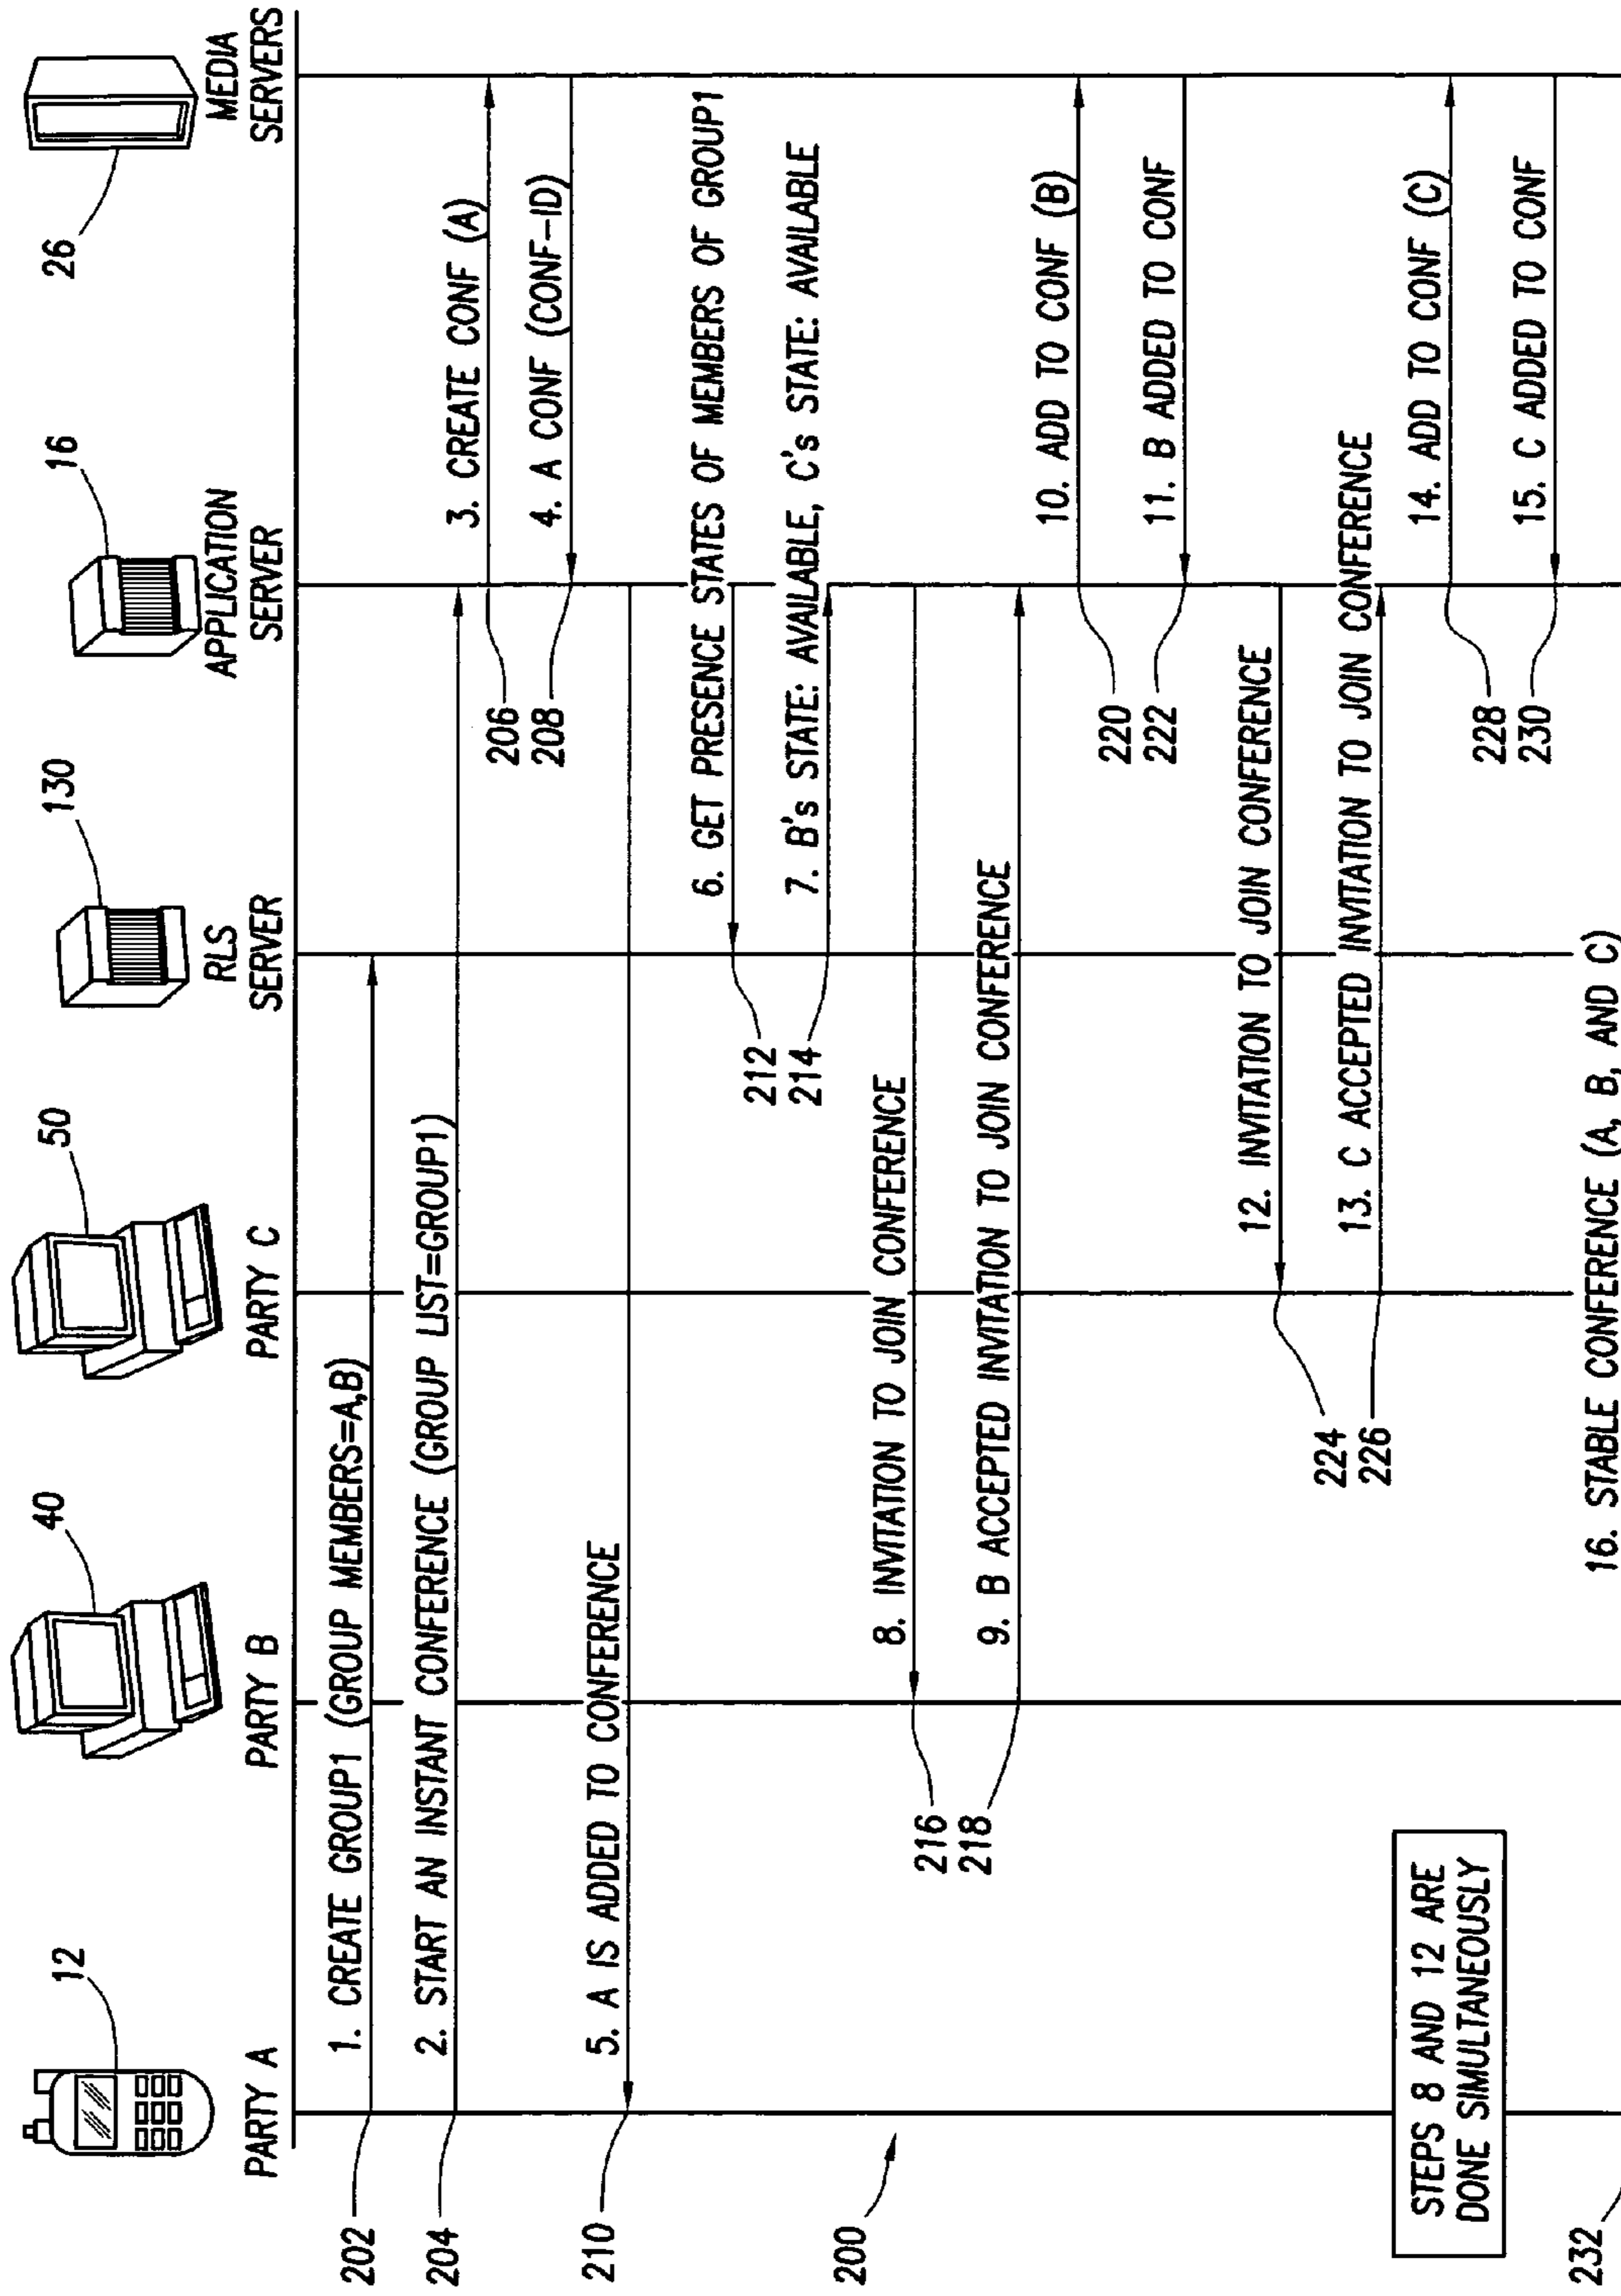 12
40
50
130
16
26
PARTY A
PARTY B
PARTY C
RLS
SERVER
APPLICATION
SERVER
MEDIA
SERVERS
202
1. CREATE GROUP1 (GROUP MEMBERS=A,B)
204
2. START AN INSTANT CONFERENCE (GROUP LIST=GROUP1)
3. CREATE CONF (A)
206
4. A CONF (CONF-ID)
208
210
5. A IS ADDED TO CONFERENCE
6. GET PRESENCE STATES OF MEMBERS OF GROUP1
212
7. B's STATE: AVAILABLE, C's STATE: AVAILABLE
214
200
8. INVITATION TO JOIN CONFERENCE
216
9. B ACCEPTED INVITATION TO JOIN CONFERENCE
218
10. ADD TO CONF (B)
220
11. B ADDED TO CONF
222
12. INVITATION TO JOIN CONFERENCE
224
13. C ACCEPTED INVITATION TO JOIN CONFERENCE
226
STEPS 8 AND 12 ARE
DONE SIMULTANEOUSLY
14. ADD TO CONF (C)
228
15. C ADDED TO CONF
230
232
16. STABLE CONFERENCE (A, B, AND C)